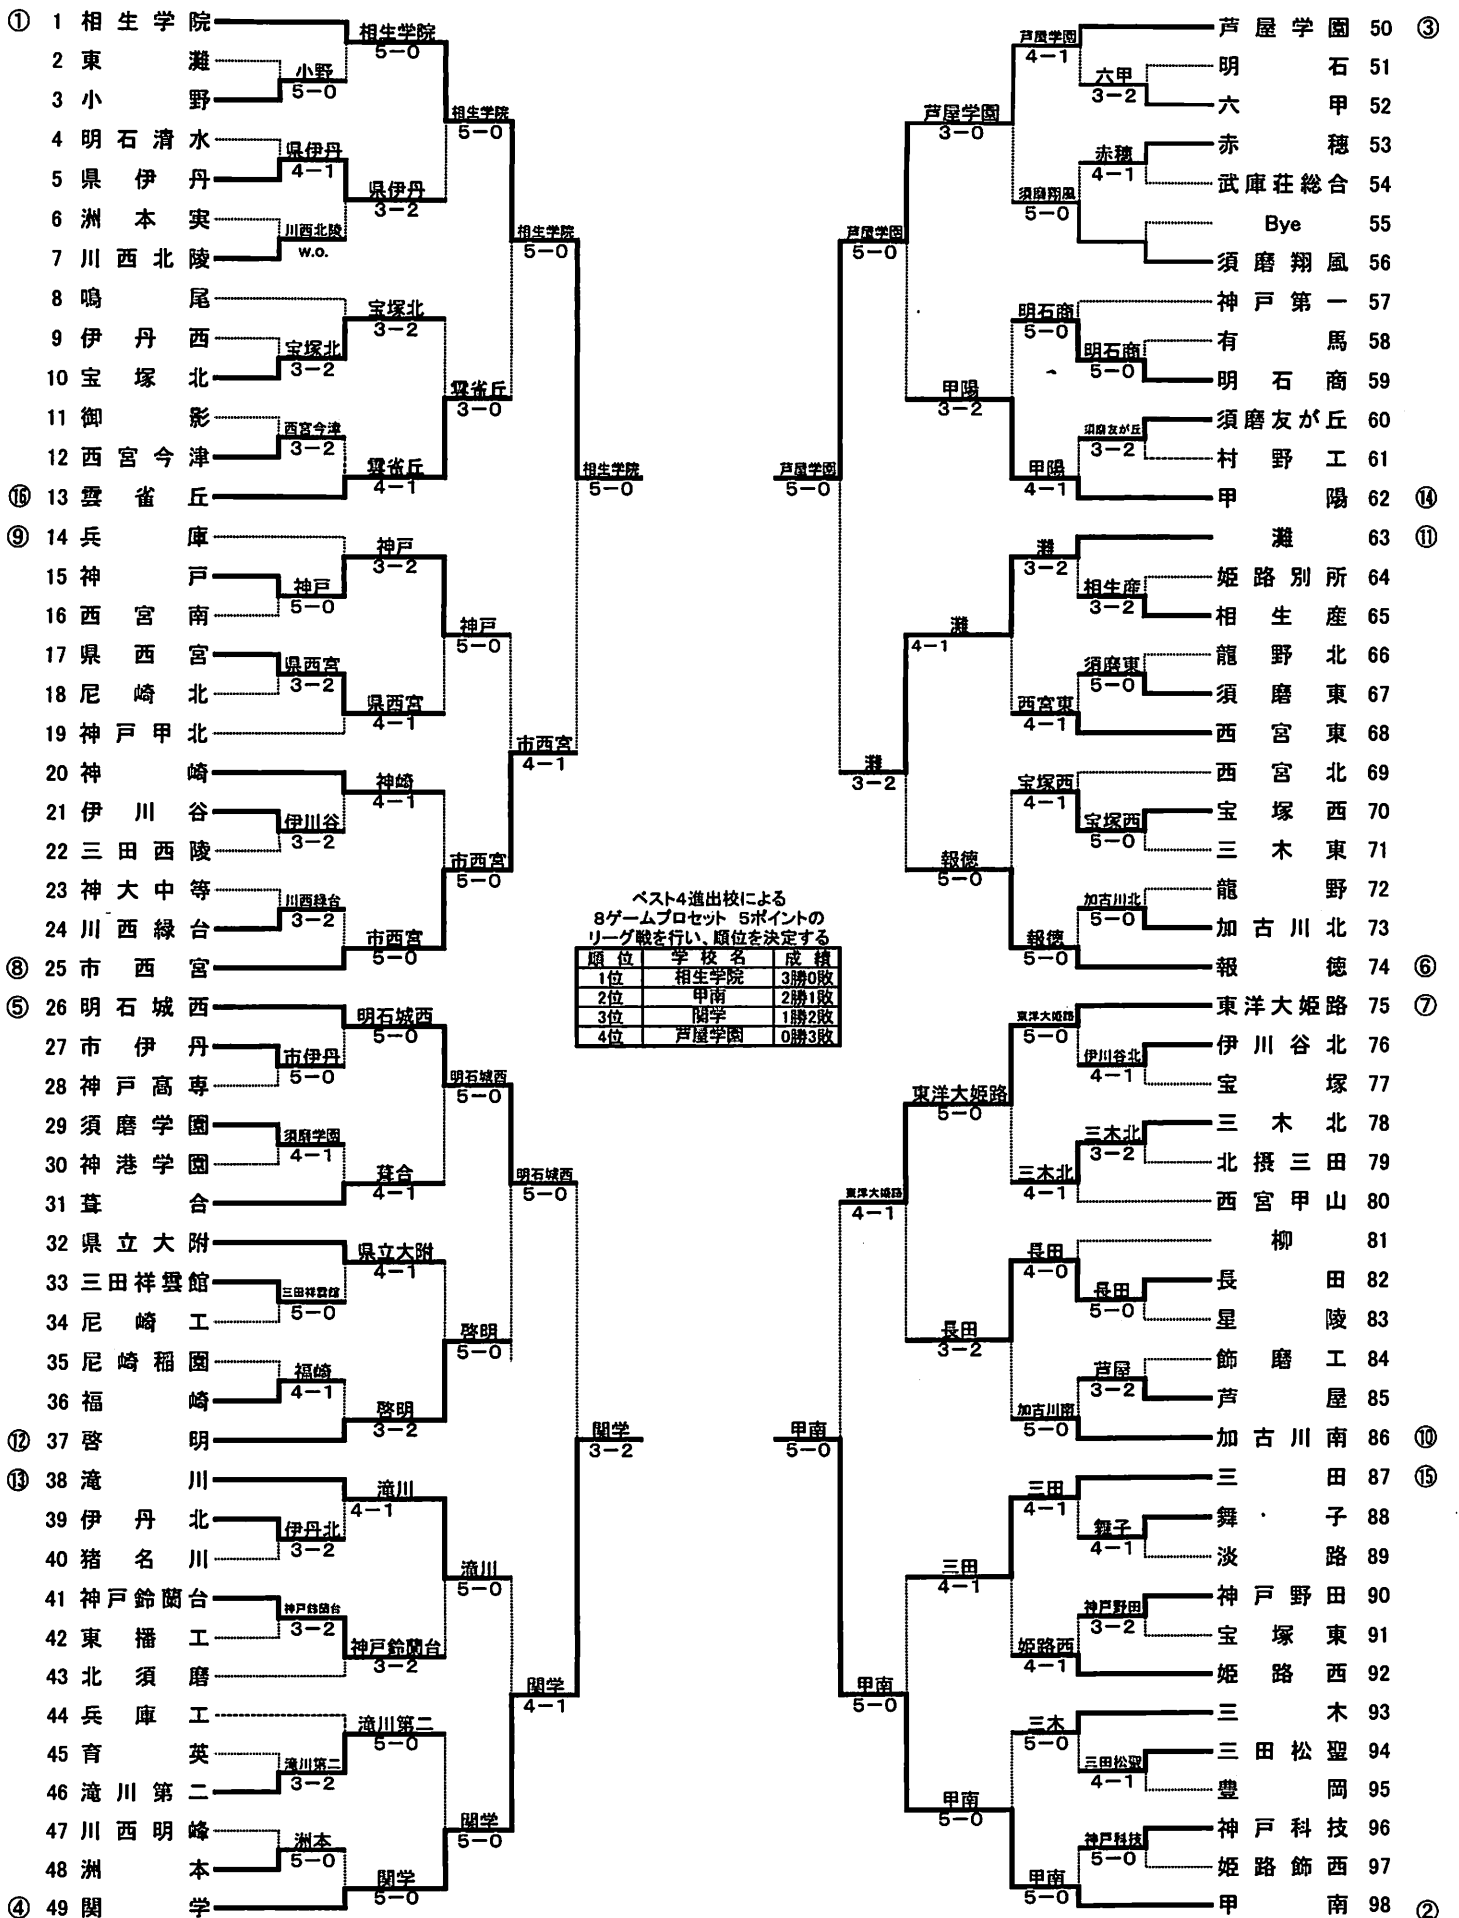 ① 1 相生学院
2 東灘
3 小野
4 明石清水
5 県伊丹
6 洲本実
7 川西北陵
8 鳴尾
9 伊丹西
10 宝塚北
11 御影
12 西宮今津
⑯ 13 雲雀丘
⑨ 14 兵庫
15 神戸
16 西宮南
17 県西宮
18 尼崎北
19 神戸甲北
20 神崎
21 伊川谷
22 三田西陵
23 神大中等
24 川西緑台
⑧ 25 市西宮
⑤ 26 明石城西
27 市伊丹
28 神戸高専
29 須磨学園
30 神港学園
31 葺合
32 県立大附
33 三田祥雲館
34 尼崎工
35 尼崎稲園
36 福崎
⑫ 37 啓明
⑬ 38 滝川
39 伊丹北
40 猪名川
41 神戸鈴蘭台
42 東播工
43 北須磨
44 兵庫工
45 育英
46 滝川第二
47 川西明峰
48 洲本
④ 49 関学
小野
5-0
県伊丹
4-1
川西北陵
w.o.
宝塚北
3-2
西宮今津
3-2
神戸
5-0
県西宮
3-2
伊川谷
3-2
川西緑台
3-2
市伊丹
5-0
須磨学園
4-1
三田祥雲館
5-0
福崎
4-1
伊丹北
3-2
神戸鈴蘭台
3-2
滝川第二
3-2
洲本
5-0
相生学院
5-0
県伊丹
3-2
宝塚北
3-2
雲雀丘
4-1
神戸
3-2
県西宮
4-1
神崎
4-1
市西宮
5-0
明石城西
5-0
葺合
4-1
県立大附
4-1
啓明
3-2
滝川
4-1
神戸鈴蘭台
3-2
滝川第二
5-0
関学
5-0
相生学院
5-0
雲雀丘
3-0
神戸
5-0
市西宮
5-0
明石城西
5-0
啓明
5-0
滝川
5-0
関学
5-0
相生学院
5-0
市西宮
4-1
明石城西
5-0
関学
4-1
相生学院
5-0
関学
3-2
ベスト4進出校による
8ゲームプロセット 5ポイントの
リーグ戦を行い、順位を決定する
順位 学校名 成績
1位 相生学院 3勝0敗
2位 甲南 2勝1敗
3位 関学 1勝2敗
4位 芦屋学園 0勝3敗
芦屋学園
5-0
甲南
5-0
芦屋学園
5-0
灘
3-2
東洋大姫路
4-1
甲南
5-0
芦屋学園
3-0
甲陽
3-2
灘
4-1
報徳
5-0
東洋大姫路
5-0
長田
3-2
三田
4-1
甲南
5-0
芦屋学園
4-1
須磨翔風
5-0
明石商
5-0
甲陽
4-1
灘
3-2
西宮東
4-1
宝塚西
4-1
報徳
5-0
東洋大姫路
5-0
三木北
4-1
長田
4-0
加古川南
5-0
三田
4-1
姫路西
4-1
三木
5-0
甲南
5-0
六甲
3-2
赤穂
4-1
明石商
5-0
須磨友が丘
3-2
相生産
3-2
須磨東
5-0
宝塚西
5-0
加古川北
5-0
伊川谷北
4-1
三木北
3-2
長田
5-0
芦屋
3-2
舞子
4-1
神戸野田
3-2
三田松聖
4-1
神戸科技
5-0
芦屋学園 50 ③
明石 51
六甲 52
赤穂 53
武庫荘総合 54
Bye 55
須磨翔風 56
神戸第一 57
有馬 58
明石商 59
須磨友が丘 60
村野工 61
甲陽 62 ⑭
灘 63 ⑪
姫路別所 64
相生産 65
龍野北 66
須磨東 67
西宮東 68
西宮北 69
宝塚西 70
三木東 71
龍野 72
加古川北 73
報徳 74 ⑥
東洋大姫路 75 ⑦
伊川谷北 76
宝塚 77
三木北 78
北摂三田 79
西宮甲山 80
柳 81
長田 82
星陵 83
飾磨工 84
芦屋 85
加古川南 86 ⑩
三田 87 ⑮
舞子 88
淡路 89
神戸野田 90
宝塚東 91
姫路西 92
三木 93
三田松聖 94
豊岡 95
神戸科技 96
姫路飾西 97
甲南 98 ②